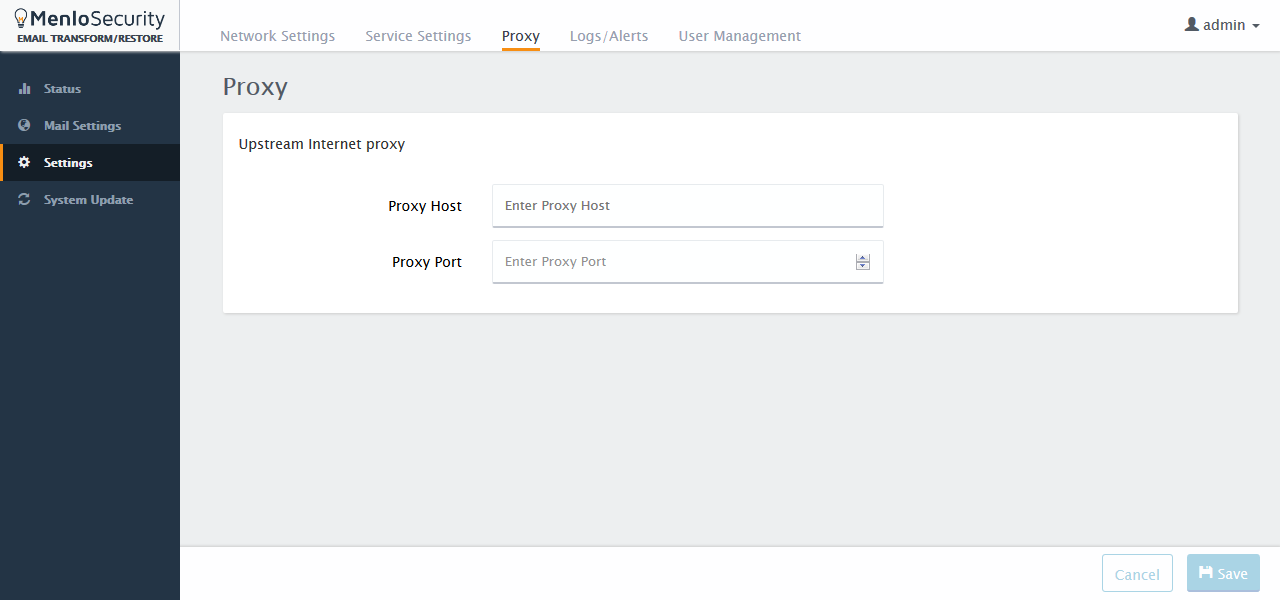 MenloSecurity
EMAIL TRANSFORM/RESTORE
Network Settings Service Settings Proxy Logs/Alerts User Management
admin
Status
Mail Settings
Settings
System Update
Proxy
Upstream Internet proxy
Proxy Host Enter Proxy Host
Proxy Port Enter Proxy Port
Cancel Save